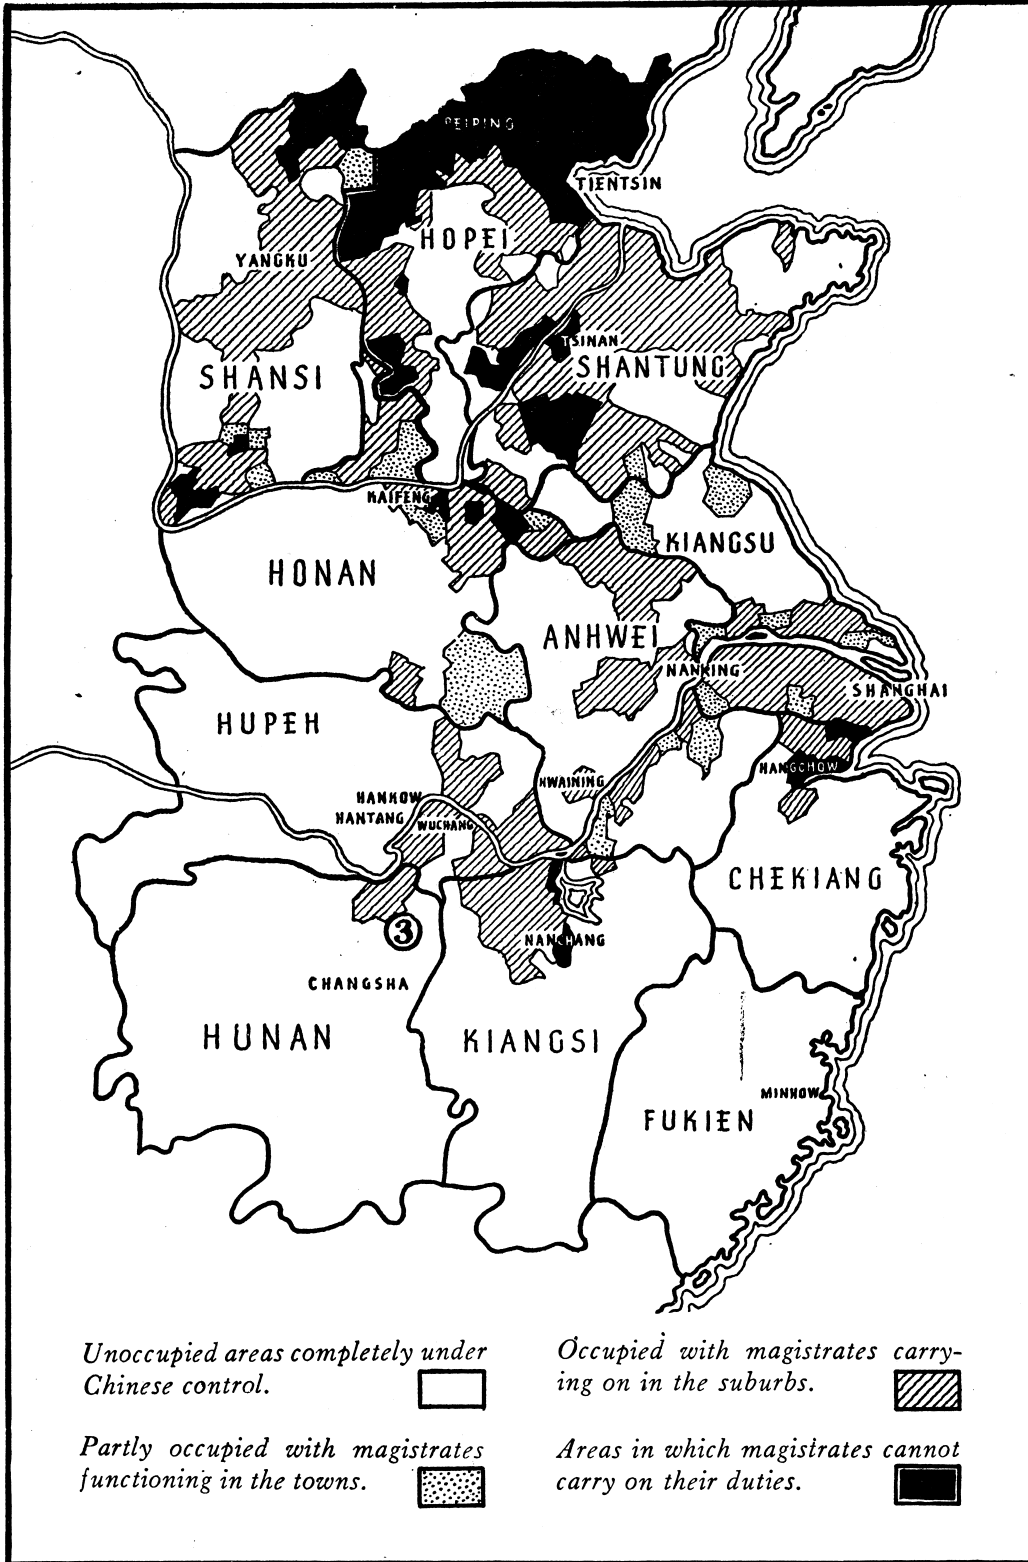 PEIPING
TIENTSIN
HOPEI
YANGKU
TSINAN
SHANTUNG
SHANSI
KAIFENG
KIANGSU
HONAN
ANHWEI
NANKING
SHANGHAI
HUPEH
HANGCHOW
HWAINING
HANKOW
HANTANG
WUCHANG
CHEKIANG
3
NANCHANG
CHANGSHA
HUNAN
KIANGSI
MINHOW
FUKIEN
Unoccupied areas completely under
Chinese control.
Occupied with magistrates carry-
ing on in the suburbs.
Partly occupied with magistrates
functioning in the towns.
Areas in which magistrates cannot
carry on their duties.